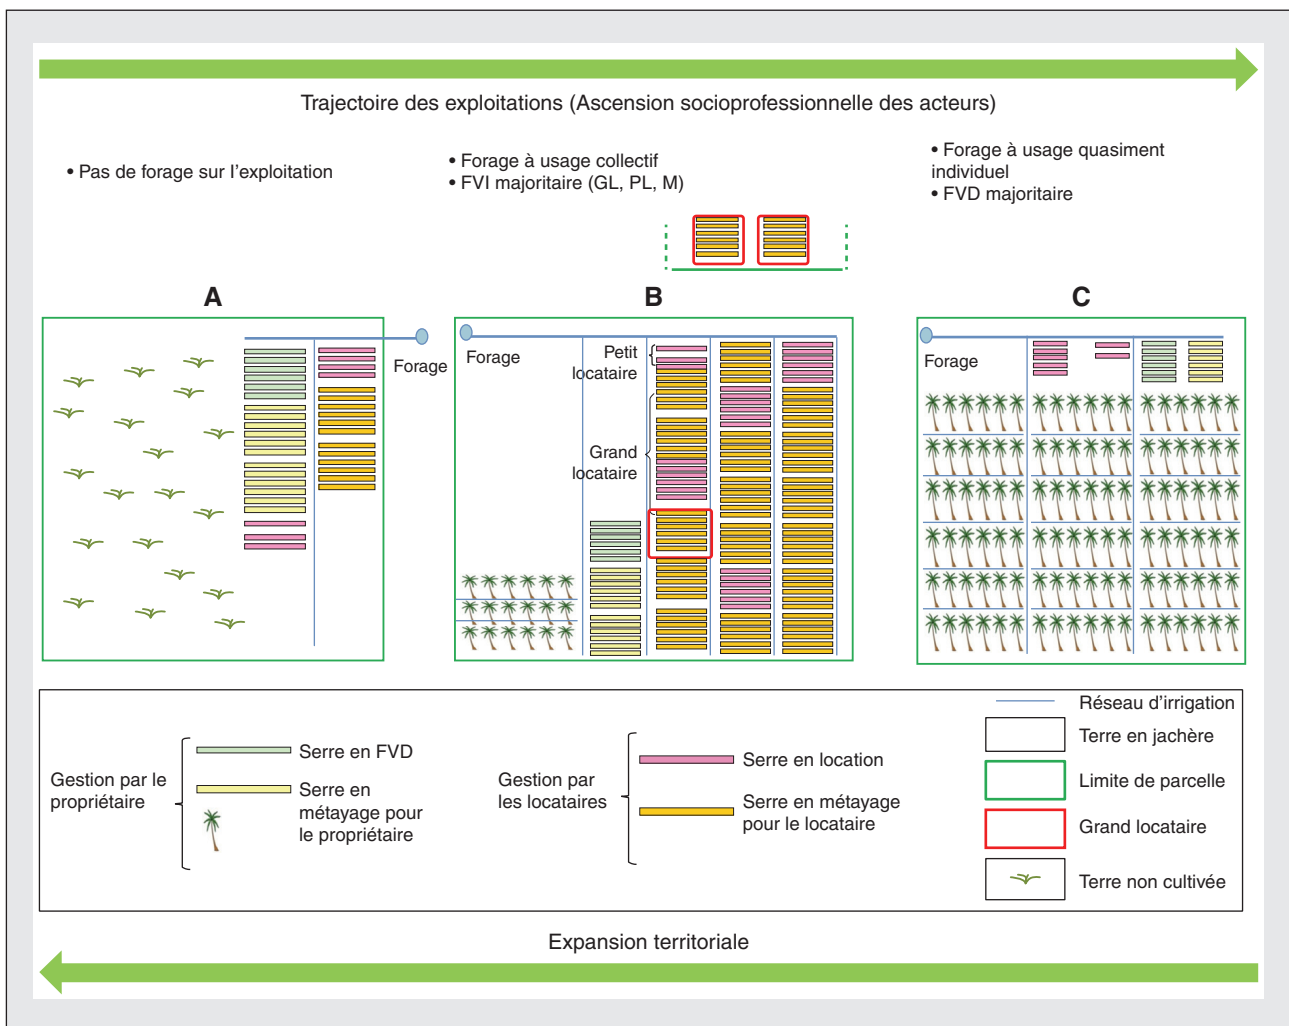 Trajectoire des exploitations (Ascension socioprofessionnelle des acteurs)
• Pas de forage sur l'exploitation
• Forage à usage collectif
• FVI majoritaire (GL, PL, M)
• Forage à usage quasiment
individuel
• FVD majoritaire
A
B
C
Forage
Forage
Petit
locataire
Grand
locataire
Forage
Gestion par le
propriétaire
Serre en FVD
Serre en
métayage pour
le propriétaire
Gestion par
les locataires
Serre en location
Serre en métayage
pour le locataire
Réseau d'irrigation
Terre en jachère
Limite de parcelle
Grand locataire
Terre non cultivée
Expansion territoriale